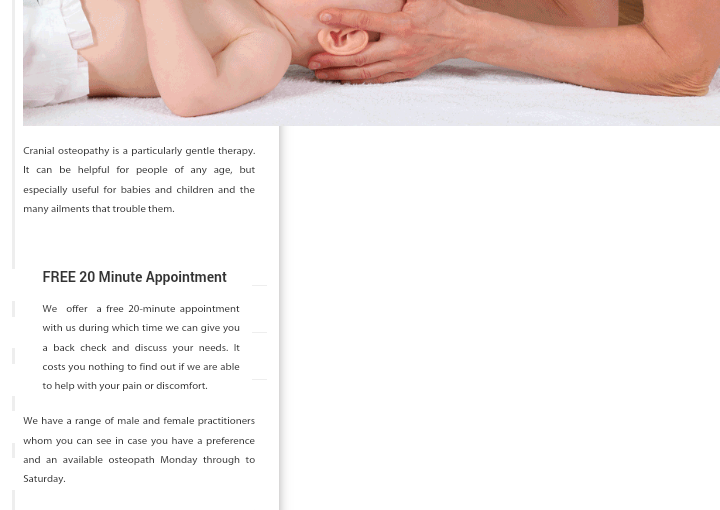 Cranial osteopathy is a particularly gentle therapy.
It can be helpful for people of any age, but
especially useful for babies and children and the
many ailments that trouble them.
FREE 20 Minute Appointment
We offer a free 20-minute appointment
with us during which time we can give you
a back check and discuss your needs. It
costs you nothing to find out if we are able
to help with your pain or discomfort.
We have a range of male and female practitioners
whom you can see in case you have a preference
and an available osteopath Monday through to
Saturday.